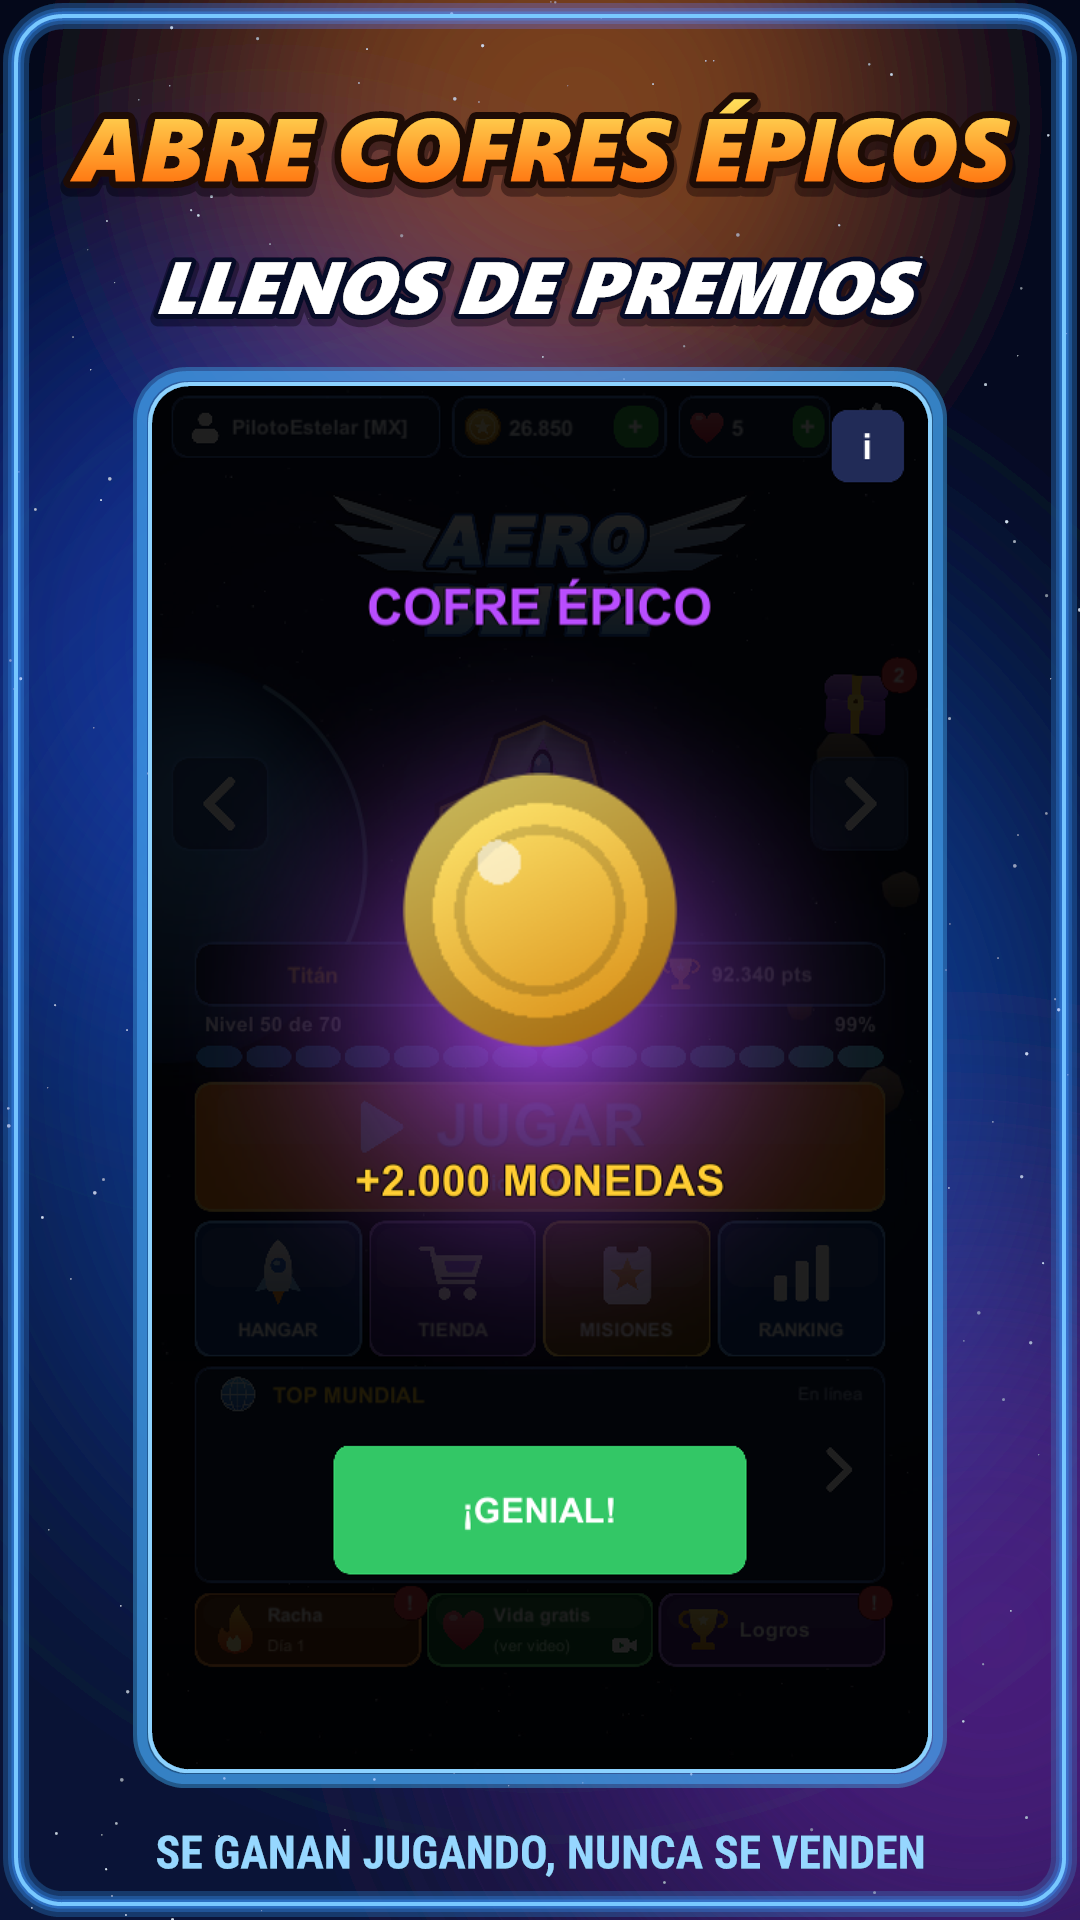 ABRE COFRES ÉPICOS
LLENOS DE PREMIOS
PilotoEstelar [MX]
26.850
+
5
+
i
AERO
BLITZ
COFRE ÉPICO
2
Titán
92.340 pts
Nivel 50 de 70
99%
JUGAR
+2.000 MONEDAS
HANGAR
TIENDA
MISIONES
RANKING
TOP MUNDIAL
En línea
¡GENIAL!
Racha
Día 1
!
Vida gratis
(ver video)
Logros
!
SE GANAN JUGANDO, NUNCA SE VENDEN